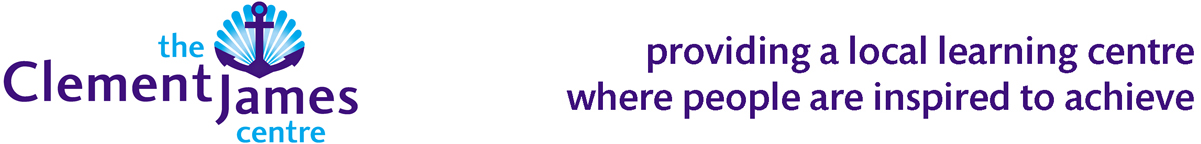 the
Clement James
centre
providing a local learning centre
where people are inspired to achieve